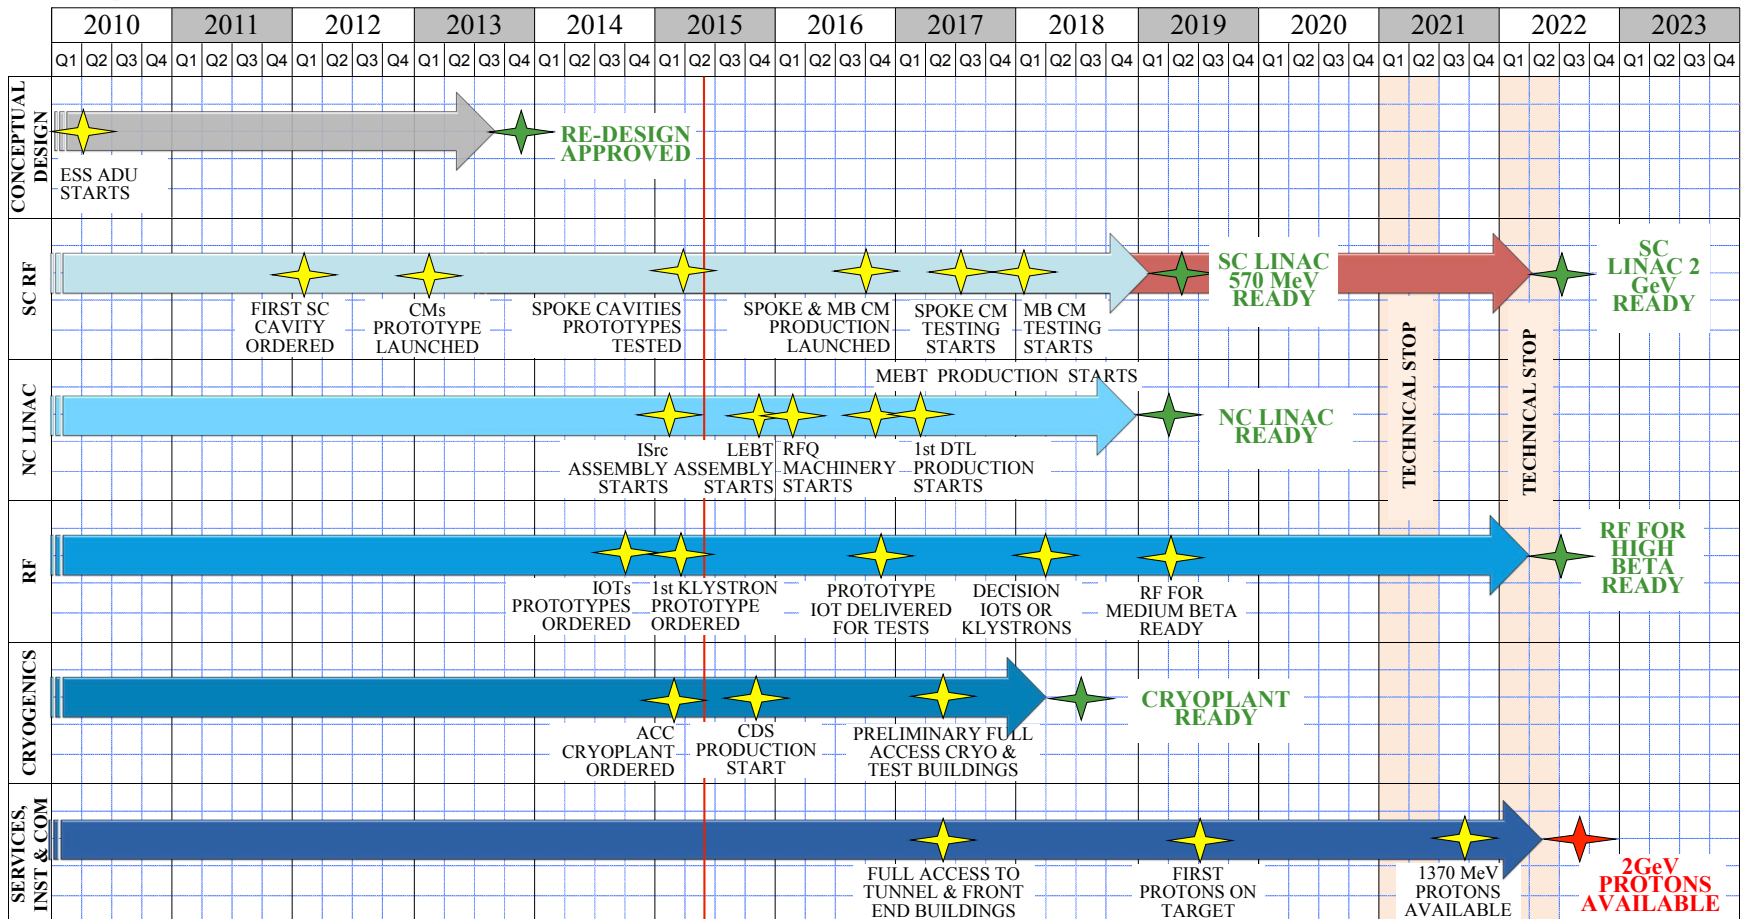 2010 2011 2012 2013 2014 2015 2016 2017 2018 2019 2020 2021 2022 2023
Q1 Q2 Q3 Q4 Q1 Q2 Q3 Q4 Q1 Q2 Q3 Q4 Q1 Q2 Q3 Q4 Q1 Q2 Q3 Q4 Q1 Q2 Q3 Q4 Q1 Q2 Q3 Q4 Q1 Q2 Q3 Q4 Q1 Q2 Q3 Q4 Q1 Q2 Q3 Q4 Q1 Q2 Q3 Q4 Q1 Q2 Q3 Q4 Q1 Q2 Q3 Q4 Q1 Q2 Q3 Q4
CONCEPTUAL
DESIGN
ESS ADU
STARTS
RE-DESIGN
APPROVED
SC RF
FIRST SC
CAVITY
ORDERED
CMs
PROTOTYPE
LAUNCHED
SPOKE CAVITIES
PROTOTYPES
TESTED
SPOKE & MB CM
PRODUCTION
LAUNCHED
SPOKE CM
TESTING
STARTS
MB CM
TESTING
STARTS
SC LINAC
570 MeV
READY
SC
LINAC 2
GeV
READY
TECHNICAL STOP
TECHNICAL STOP
NC LINAC
MEBT PRODUCTION STARTS
ISrc
ASSEMBLY
STARTS
LEBT
ASSEMBLY
STARTS
RFQ
MACHINERY
STARTS
1st DTL
PRODUCTION
STARTS
NC LINAC
READY
RF
IOTs
PROTOTYPES
ORDERED
1st KLYSTRON
PROTOTYPE
ORDERED
PROTOTYPE
IOT DELIVERED
FOR TESTS
DECISION
IOTS OR
KLYSTRONS
RF FOR
MEDIUM BETA
READY
RF FOR
HIGH
BETA
READY
CRYOGENICS
ACC
CRYOPLANT
ORDERED
CDS
PRODUCTION
START
PRELIMINARY FULL
ACCESS CRYO &
TEST BUILDINGS
CRYOPLANT
READY
SERVICES,
INST & COM
FULL ACCESS TO
TUNNEL & FRONT
END BUILDINGS
FIRST
PROTONS ON
TARGET
1370 MeV
PROTONS
AVAILABLE
2GeV
PROTONS
AVAILABLE